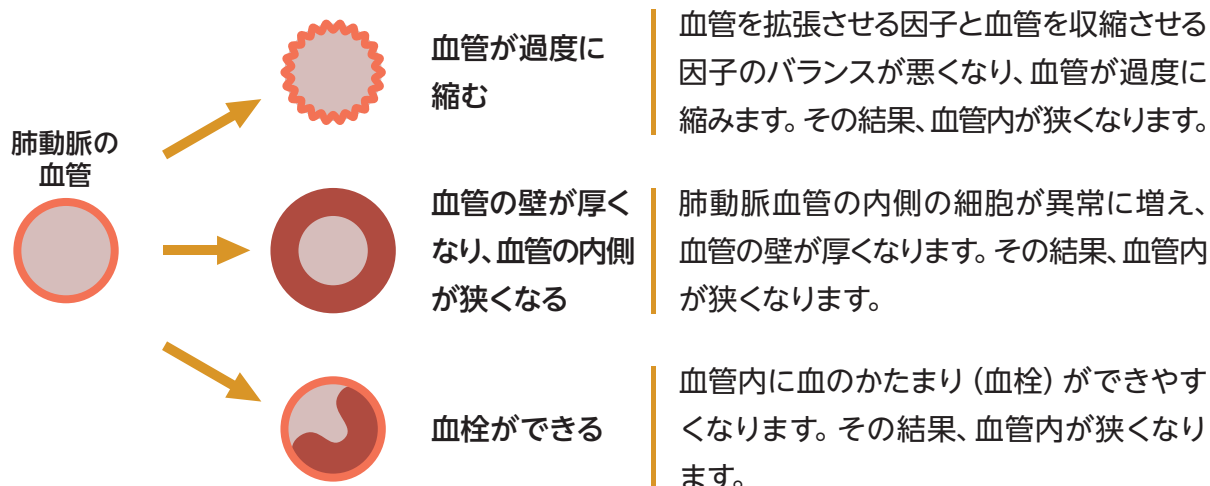 肺動脈の
血管
血管が過度に
縮む
血管を拡張させる因子と血管を収縮させる
因子のバランスが悪くなり、血管が過度に
縮みます。その結果、血管内が狭くなります。
血管の壁が厚く
なり、血管の内側
が狭くなる
肺動脈血管の内側の細胞が異常に増え、
血管の壁が厚くなります。その結果、血管内
が狭くなります。
血栓ができる
血管内に血のかたまり（血栓）ができやす
くなります。その結果、血管内が狭くなり
ます。